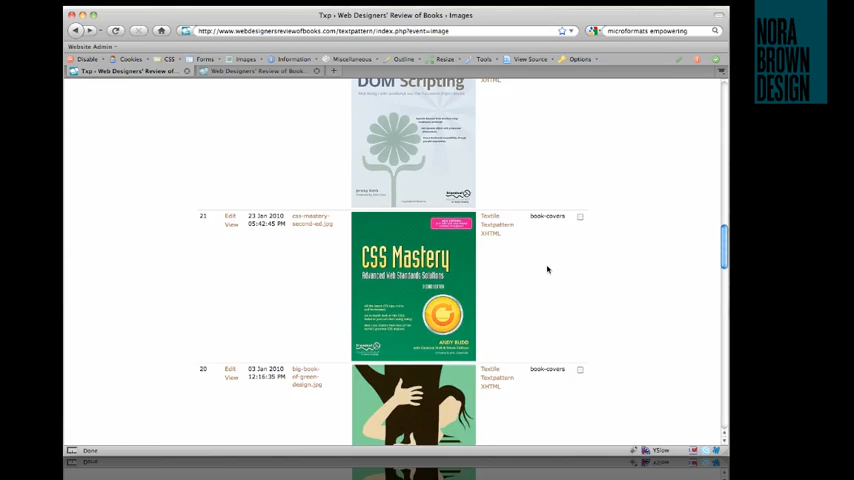 Txp › Web Designers' Review of Books › Images
http://www.webdesignersreviewofbooks.com/textpattern/index.php?event=image
microformats empowering
Website Admin
Disable Cookies CSS Forms Images Information Miscellaneous Outline Resize Tools View Source Options
Txp › Web Designers' Review of...
Web Designers' Review of Book...
NORA
BROWN
DESIGN
DOM Scripting
XHTML
21
Edit
View
23 Jan 2010
05:42:45 PM
css-mastery-
second-ed.jpg
CSS Mastery
Advanced Web Standards Solutions
SECOND EDITION
ANDY BUDD
Textile
Textpattern
XHTML
book-covers
20
Edit
View
03 Jan 2010
12:16:35 PM
big-book-
of-green-
design.jpg
Textile
Textpattern
XHTML
book-covers
Done
YSlow